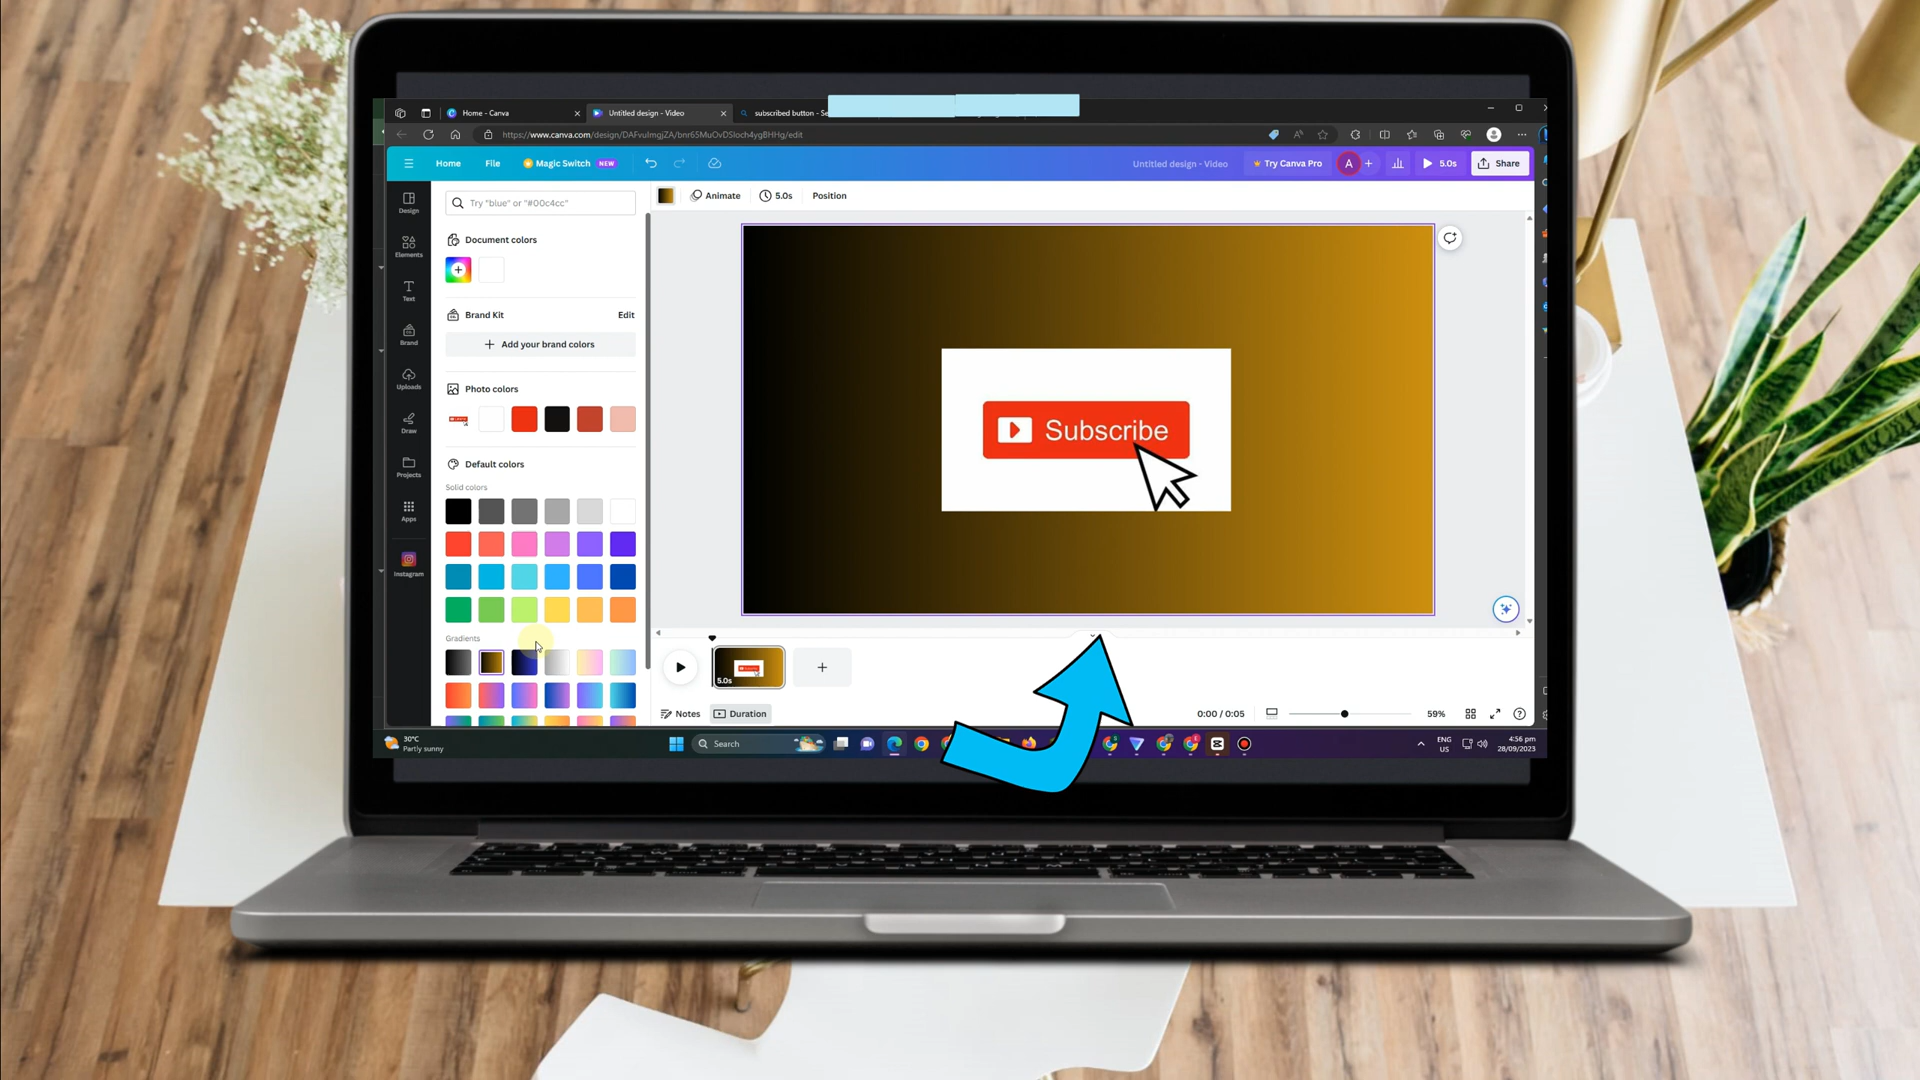 Home - Canva
Untitled design - Video
subscribed button - Se
https://www.canva.com/design/DAFvulmgjZA/bnr65MuOvDSloch4ygBHHg/edit
Home
File
Magic Switch
NEW
Untitled design - Video
Try Canva Pro
A
5.0s
Share
Design
Elements
Text
Brand
Uploads
Draw
Projects
Apps
Instagram
Try "blue" or "#00c4cc"
Document colors
Brand Kit
Edit
Add your brand colors
Photo colors
Default colors
Solid colors
Gradients
Animate
5.0s
Position
Subscribe
5.0s
Notes
Duration
0:00 / 0:05
59%
30°C
Partly sunny
Search
ENG
US
4:56 pm
28/09/2023